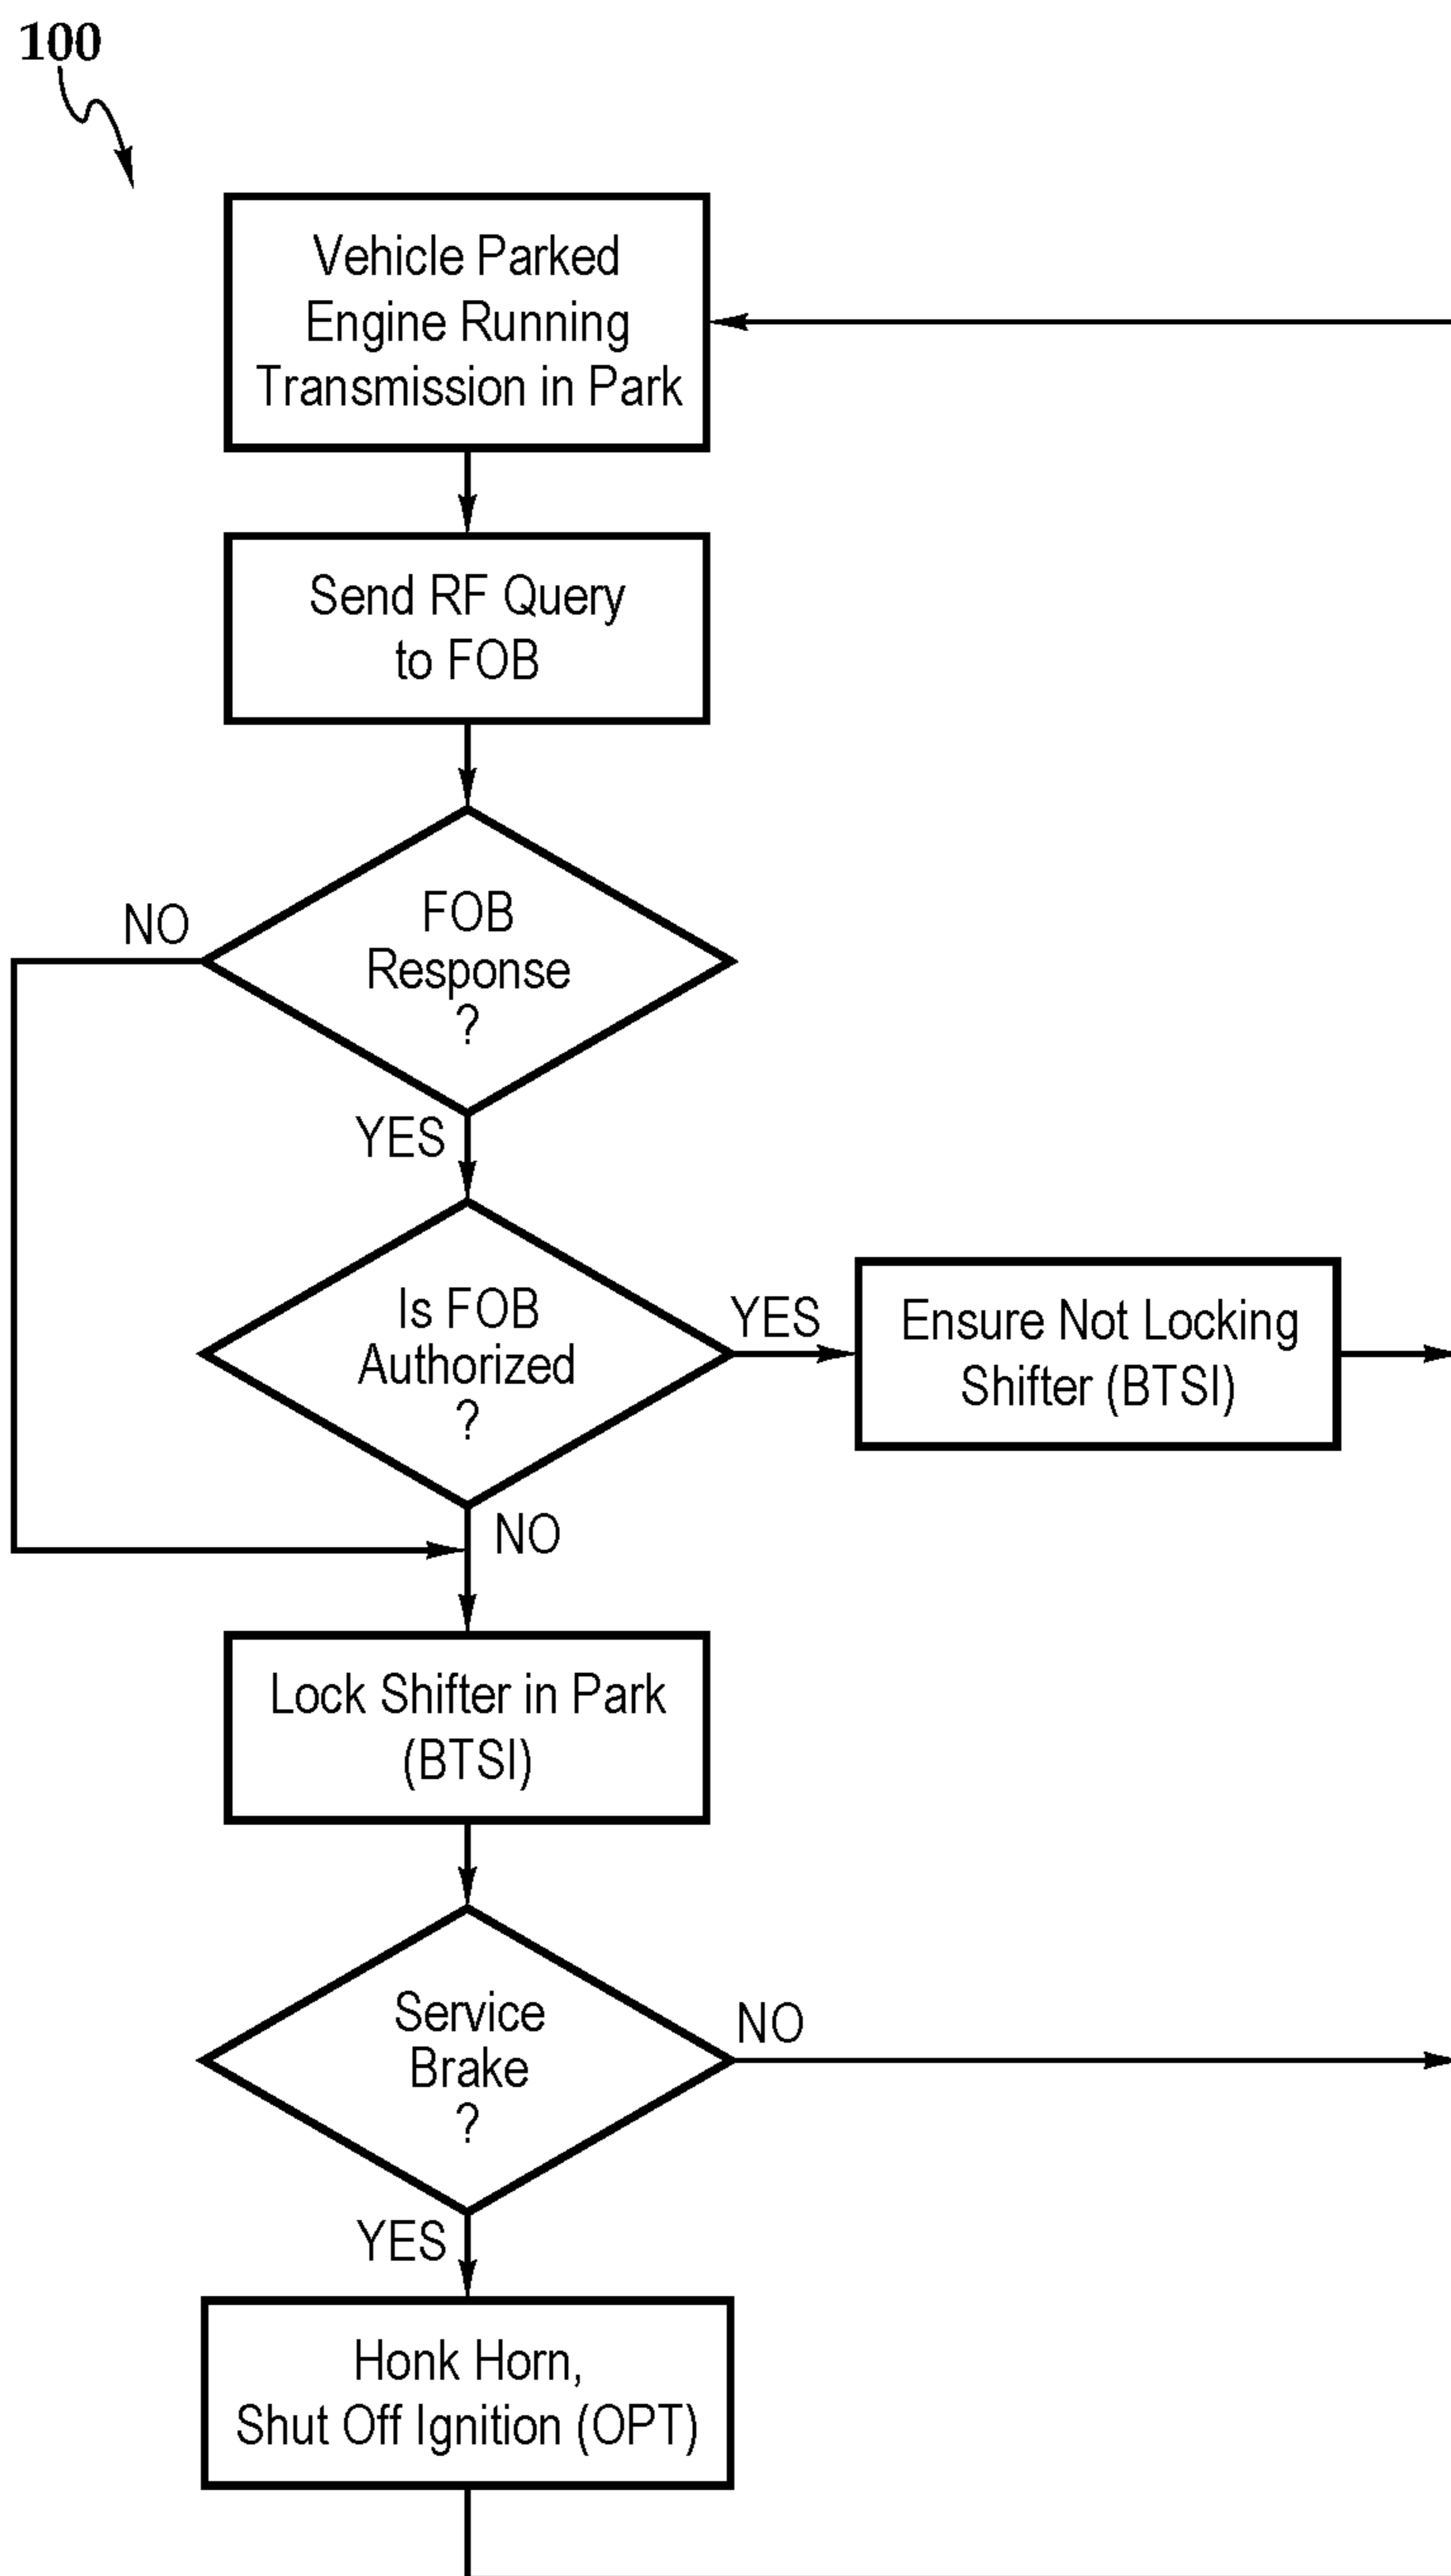 100
Vehicle Parked
Engine Running
Transmission in Park
Send RF Query
to FOB
FOB
Response
?
NO
YES
Is FOB
Authorized
?
YES
Ensure Not Locking
Shifter (BTSI)
NO
Lock Shifter in Park
(BTSI)
Service
Brake
?
NO
YES
Honk Horn,
Shut Off Ignition (OPT)